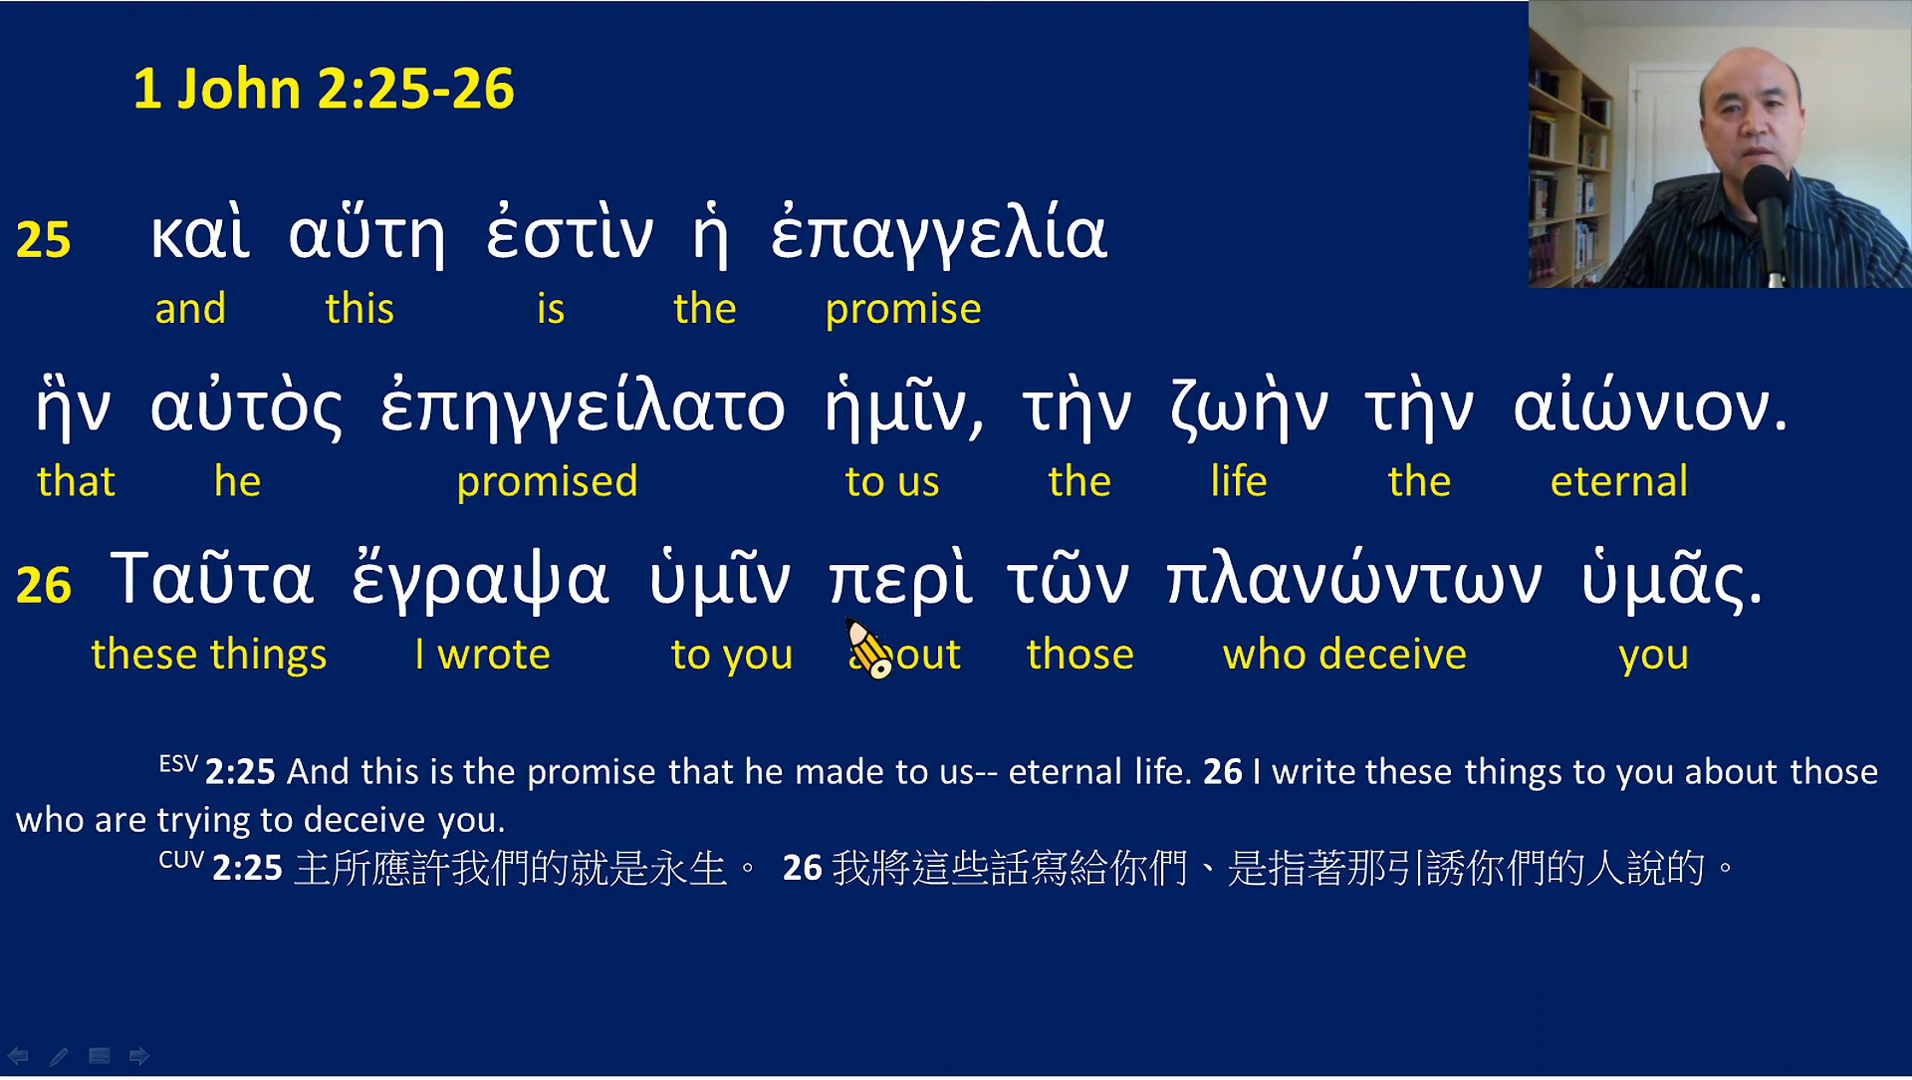 1 John 2:25-26
25 καὶ αὕτη ἐστὶν ἡ ἐπαγγελία
and this is the promise
ἣν αὐτὸς ἐπηγγείλατο ἡμῖν, τὴν ζωὴν τὴν αἰώνιον.
that he promised to us the life the eternal
26 Ταῦτα ἔγραψα ὑμῖν περὶ τῶν πλανώντων ὑμᾶς.
these things I wrote to you about those who deceive you
ESV 2:25 And this is the promise that he made to us-- eternal life. 26 I write these things to you about those
who are trying to deceive you.
CUV 2:25 主所應許我們的就是永生。 26 我將這些話寫給你們、是指著那引誘你們的人說的。